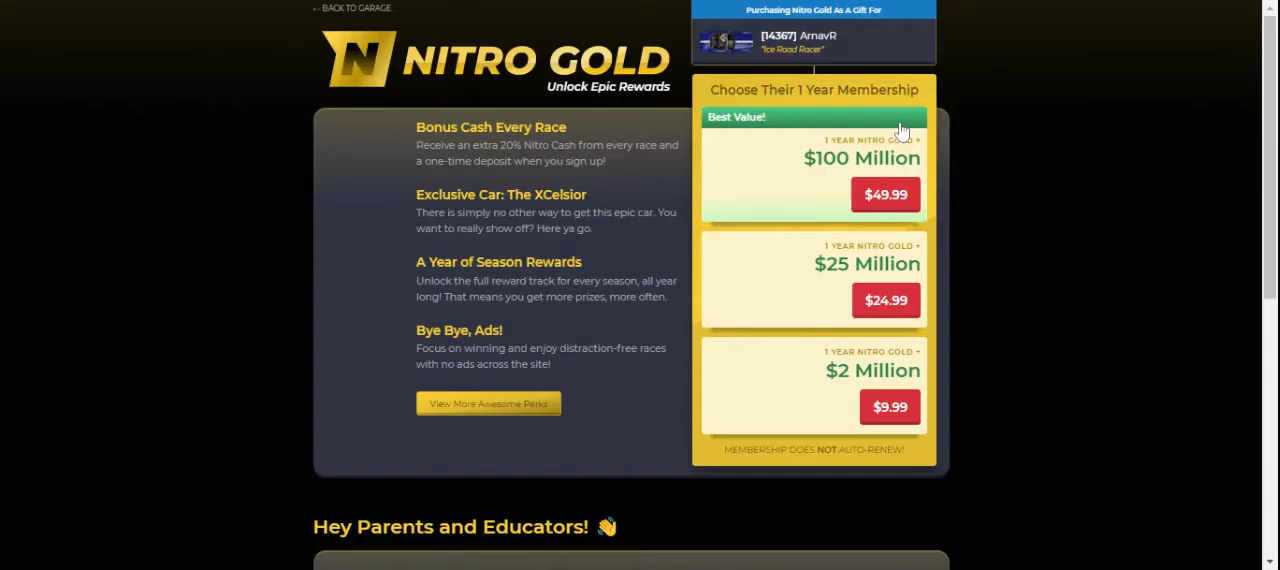 ← BACK TO GARAGE
N NITRO GOLD
Unlock Epic Rewards
Bonus Cash Every Race
Receive an extra 20% Nitro Cash from every race and
a one-time deposit when you sign up!
Exclusive Car: The XCelsior
There is simply no other way to get this epic car. You
want to really show off? Here ya go.
A Year of Season Rewards
Unlock the full reward track for every season, all year
long! That means you get more prizes, more often.
Bye Bye, Ads!
Focus on winning and enjoy distraction-free races
with no ads across the site!
View More Awesome Perks
Purchasing Nitro Gold As A Gift For
[14367] ArnavR
"Ice Road Racer"
Choose Their 1 Year Membership
Best Value!
1 YEAR NITRO GOLD +
$100 Million
$49.99
1 YEAR NITRO GOLD +
$25 Million
$24.99
1 YEAR NITRO GOLD +
$2 Million
$9.99
MEMBERSHIP DOES NOT AUTO-RENEW!
Hey Parents and Educators! 👋